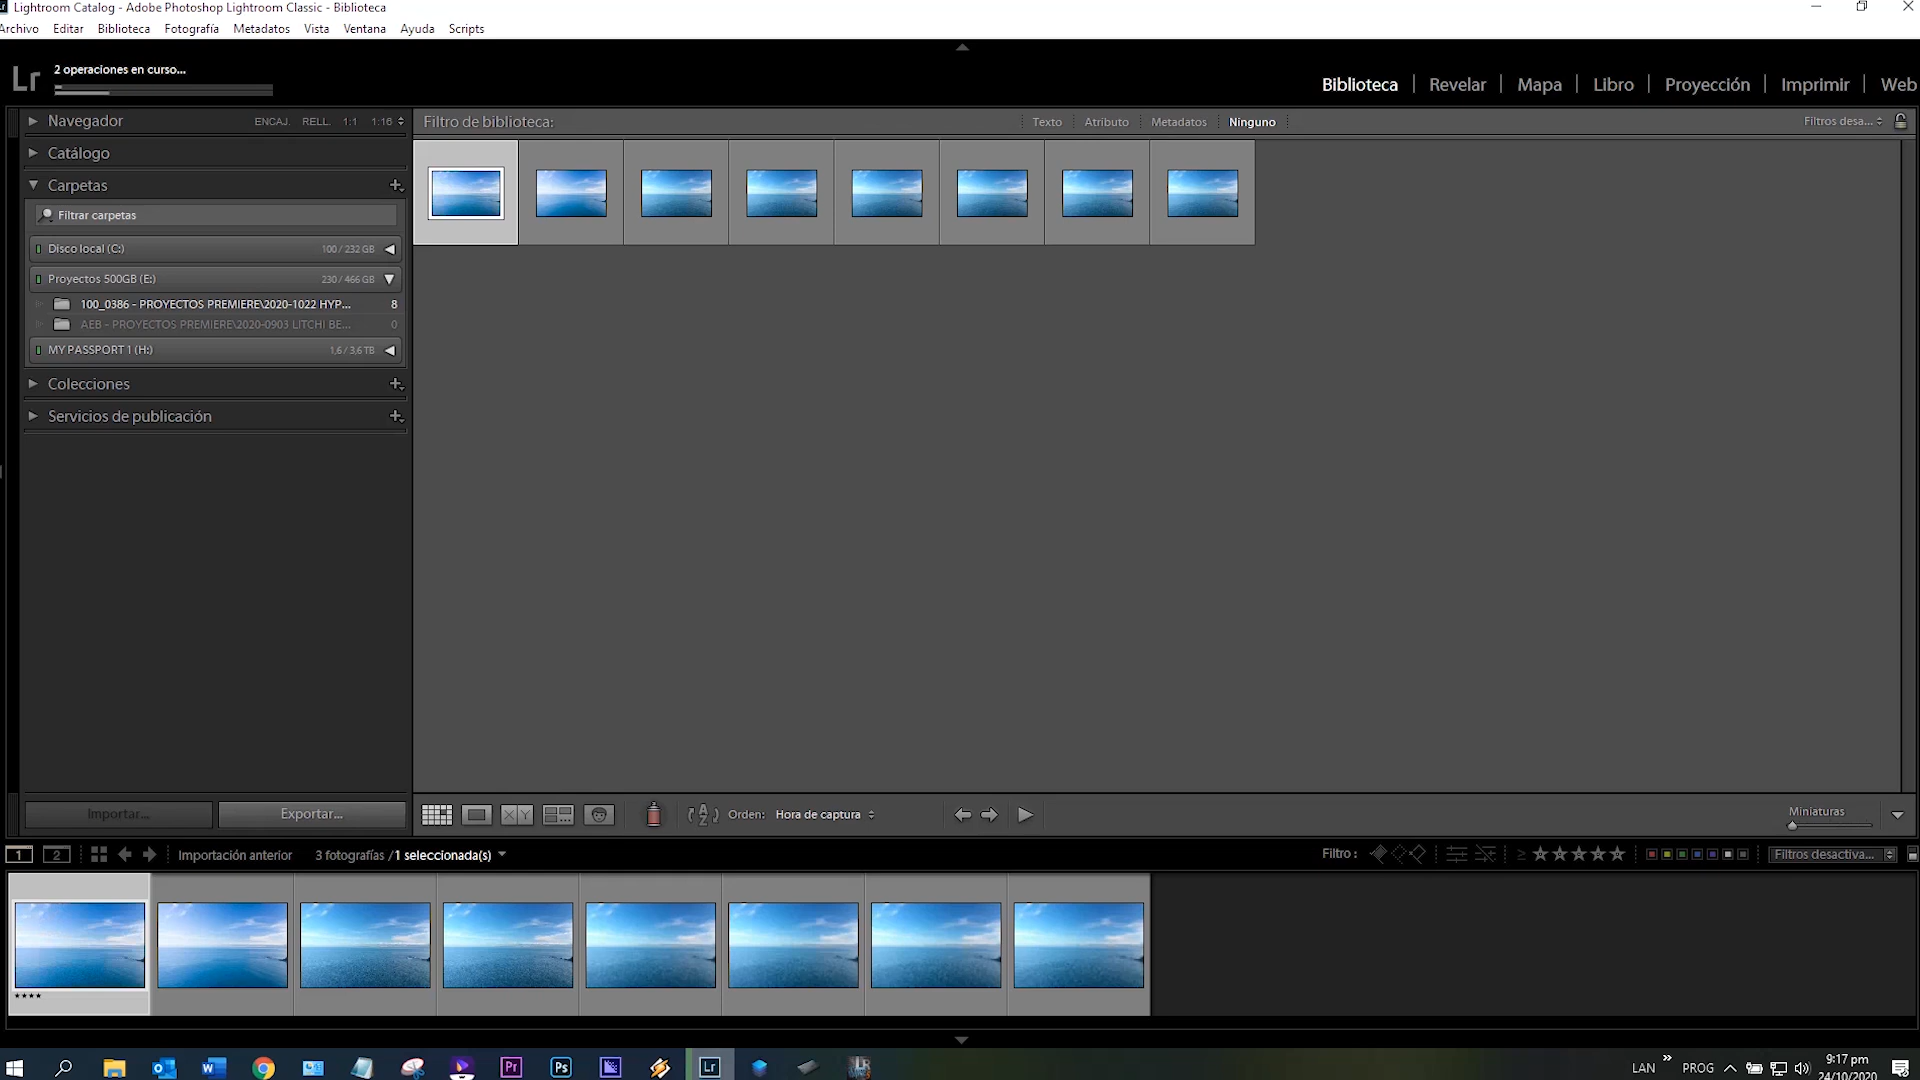 Lightroom Catalog - Adobe Photoshop Lightroom Classic - Biblioteca
Archivo Editar Biblioteca Fotografía Metadatos Vista Ventana Ayuda Scripts
Lr 2 operaciones en curso...
Biblioteca Revelar Mapa Libro Proyección Imprimir Web
Navegador ENCAJ. RELL. 1:1 1:16
Filtro de biblioteca: Texto Atributo Metadatos Ninguno Filtros desa...
Catálogo
Carpetas
Filtrar carpetas
Disco local (C:) 100 / 232 GB
Proyectos 500GB (E:) 230 / 466 GB
100_0386 - PROYECTOS PREMIERE\2020-1022 HYP... 8
AEB - PROYECTOS PREMIERE\2020-0903 LITCHI BE... 0
MY PASSPORT 1 (H:) 1,6 / 3,6 TB
Colecciones
Servicios de publicación
Importar... Exportar...
Orden: Hora de captura
Miniaturas
1 2 Importación anterior 3 fotografías / 1 seleccionada(s)
Filtro : Filtros desactiva...
LAN PROG 9:17 pm
24/10/2020